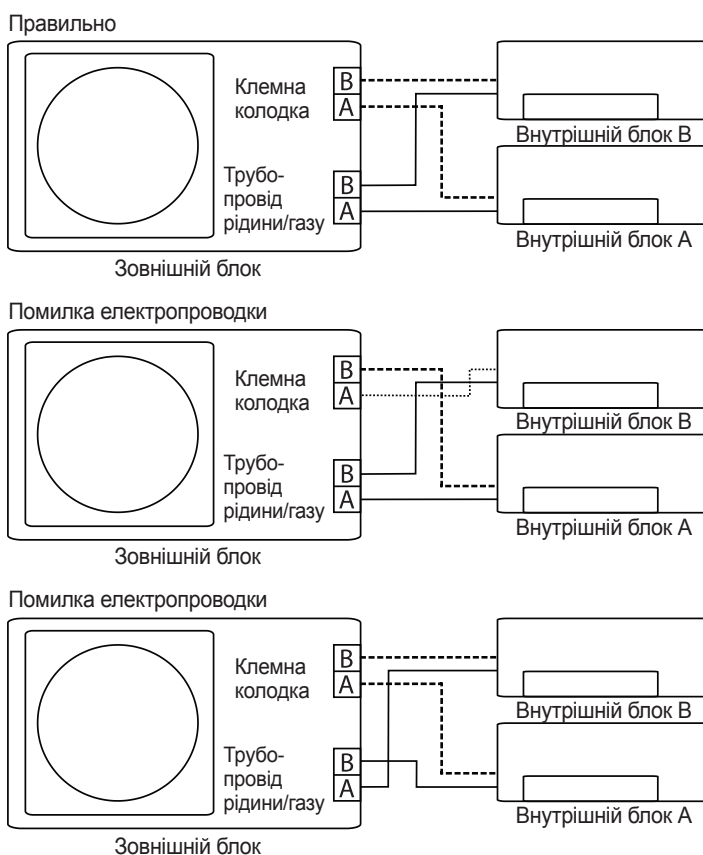 Правильно
Клемна
колодка
B
A
Трубо-
провід
рідини/газу
B
A
Внутрішній блок B
Внутрішній блок A
Зовнішній блок
Помилка електропроводки
Клемна
колодка
B
A
Трубо-
провід
рідини/газу
B
A
Внутрішній блок B
Внутрішній блок A
Зовнішній блок
Помилка електропроводки
Клемна
колодка
B
A
Трубо-
провід
рідини/газу
B
A
Внутрішній блок B
Внутрішній блок A
Зовнішній блок